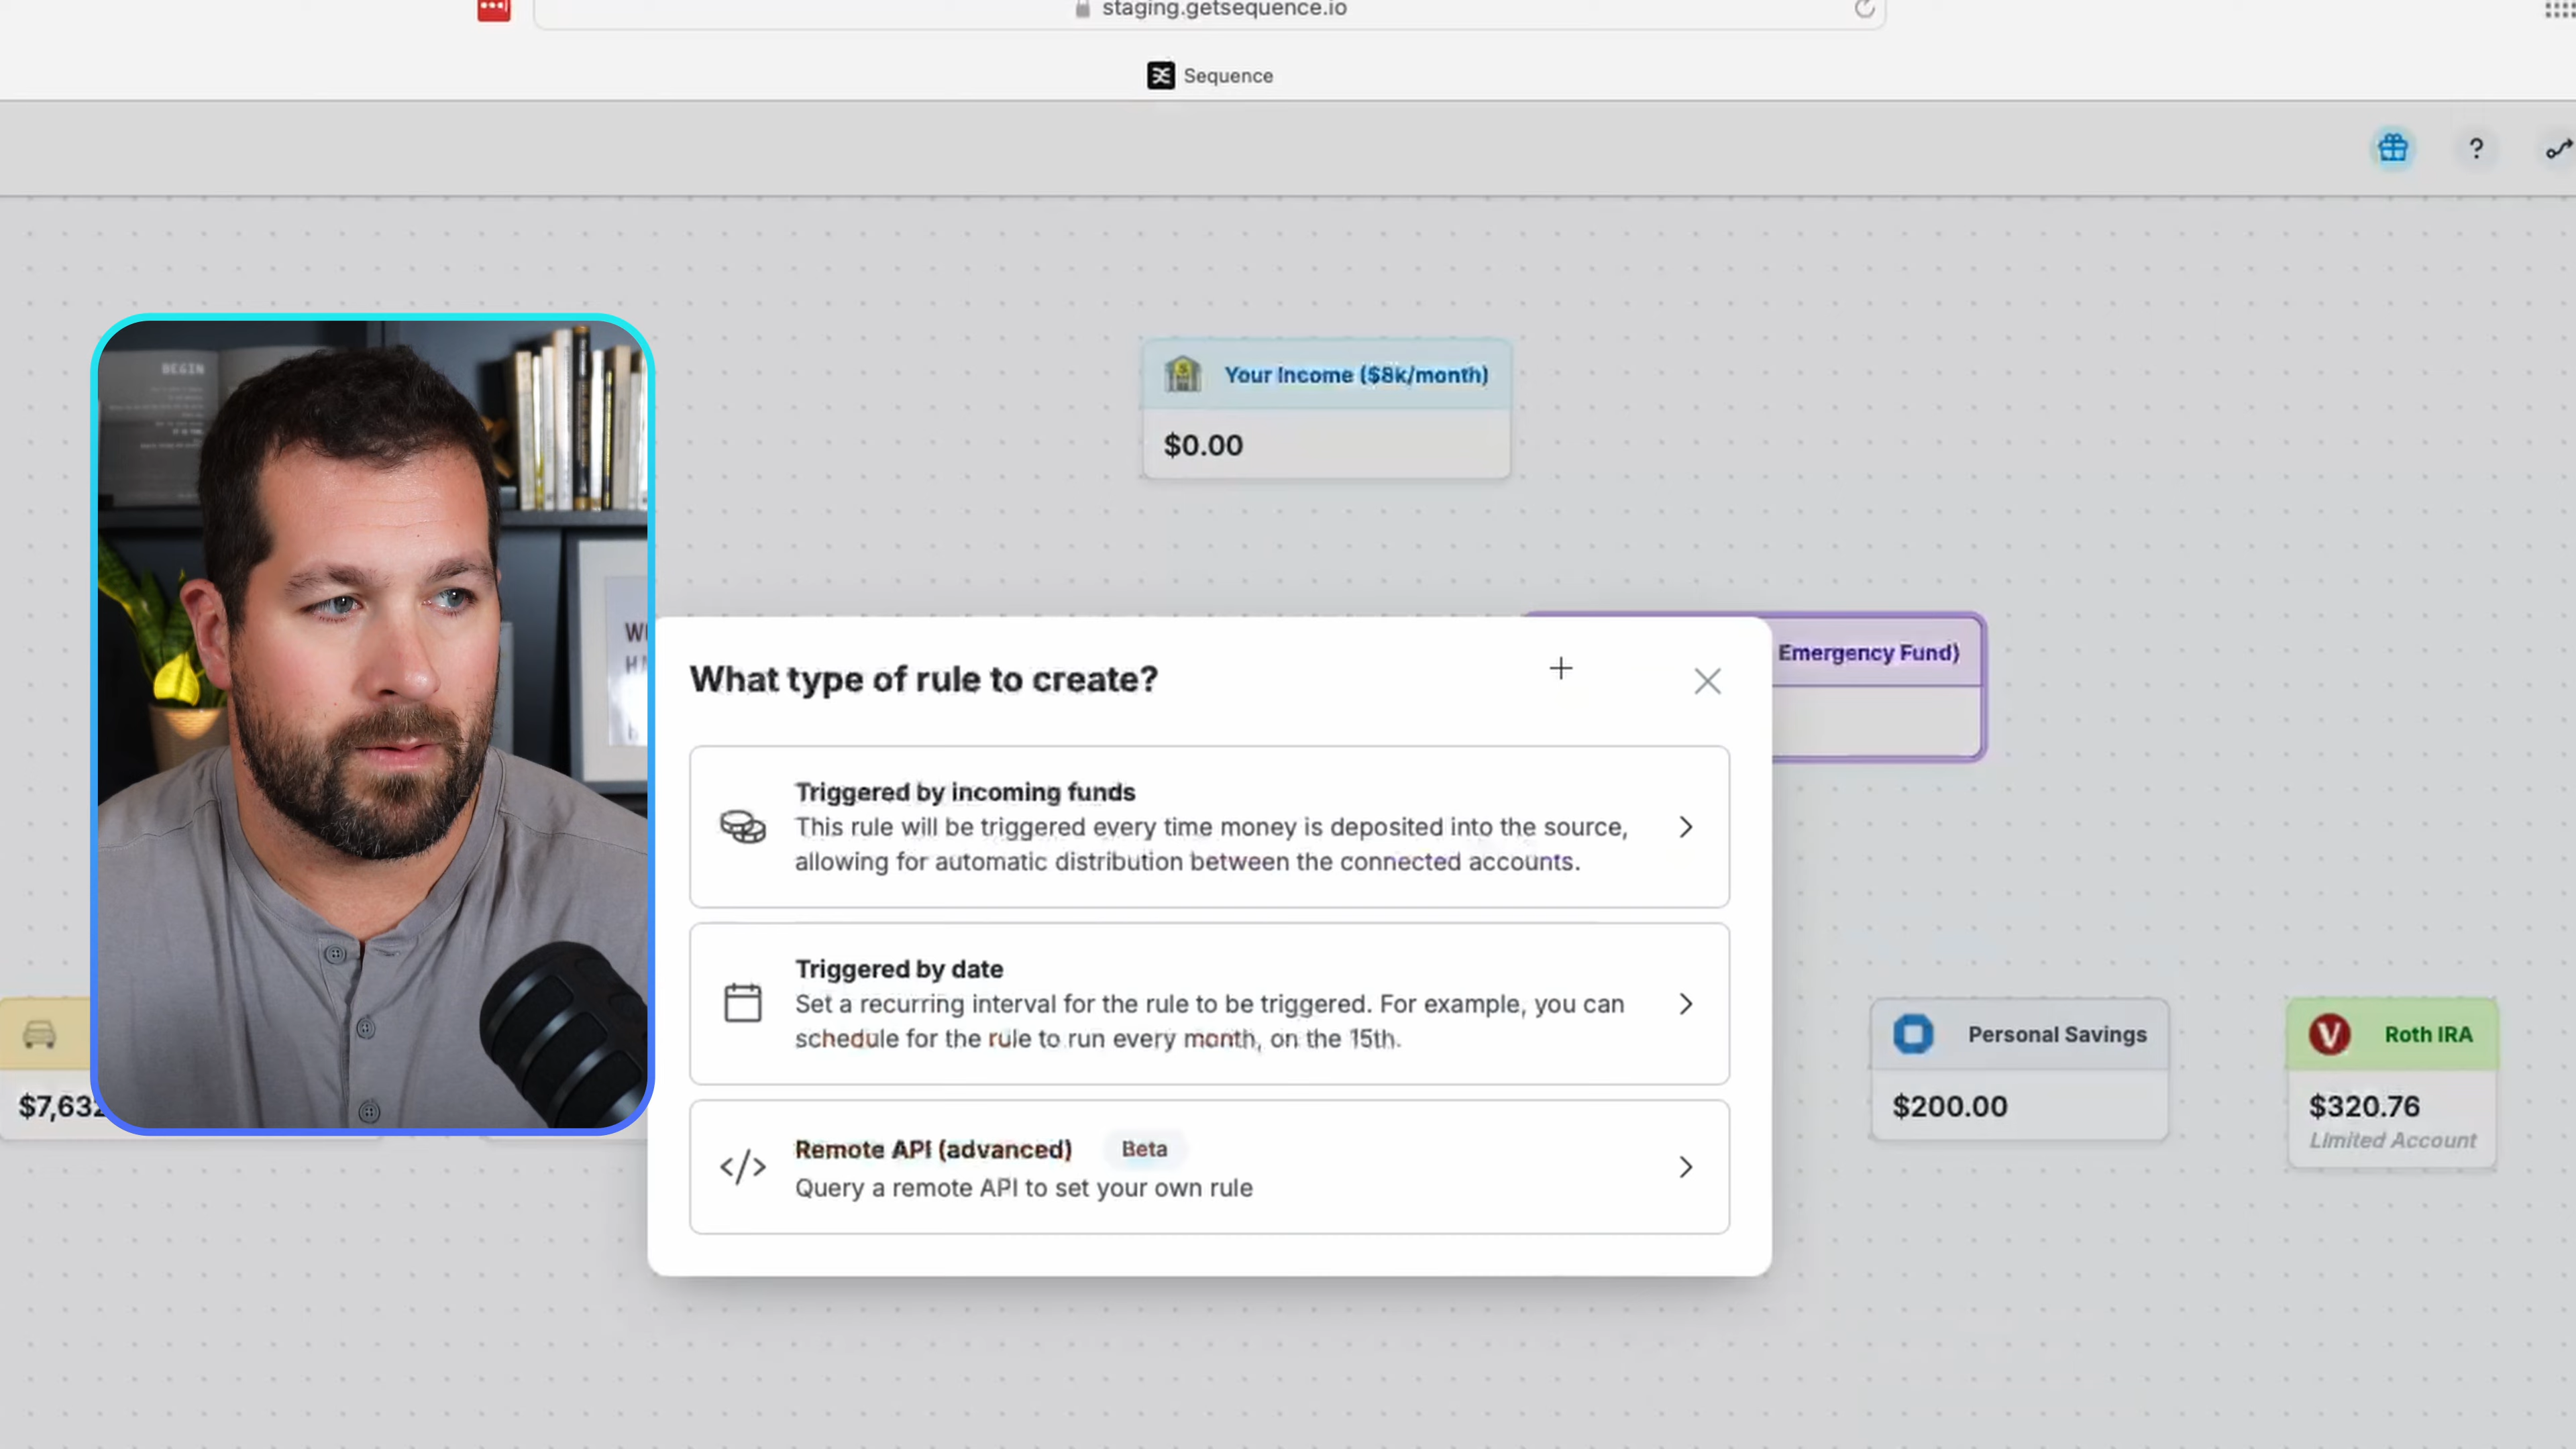 staging.getsequence.io
Sequence
?
Your Income ($8k/month)
$0.00
BEGIN
Emergency Fund)
What type of rule to create?
Triggered by incoming funds
This rule will be triggered every time money is deposited into the source,
allowing for automatic distribution between the connected accounts.
Triggered by date
Set a recurring interval for the rule to be triggered. For example, you can
schedule for the rule to run every month, on the 15th.
Remote API (advanced) Beta
Query a remote API to set your own rule
$7,632
Personal Savings
$200.00
Roth IRA
$320.76
Limited Account